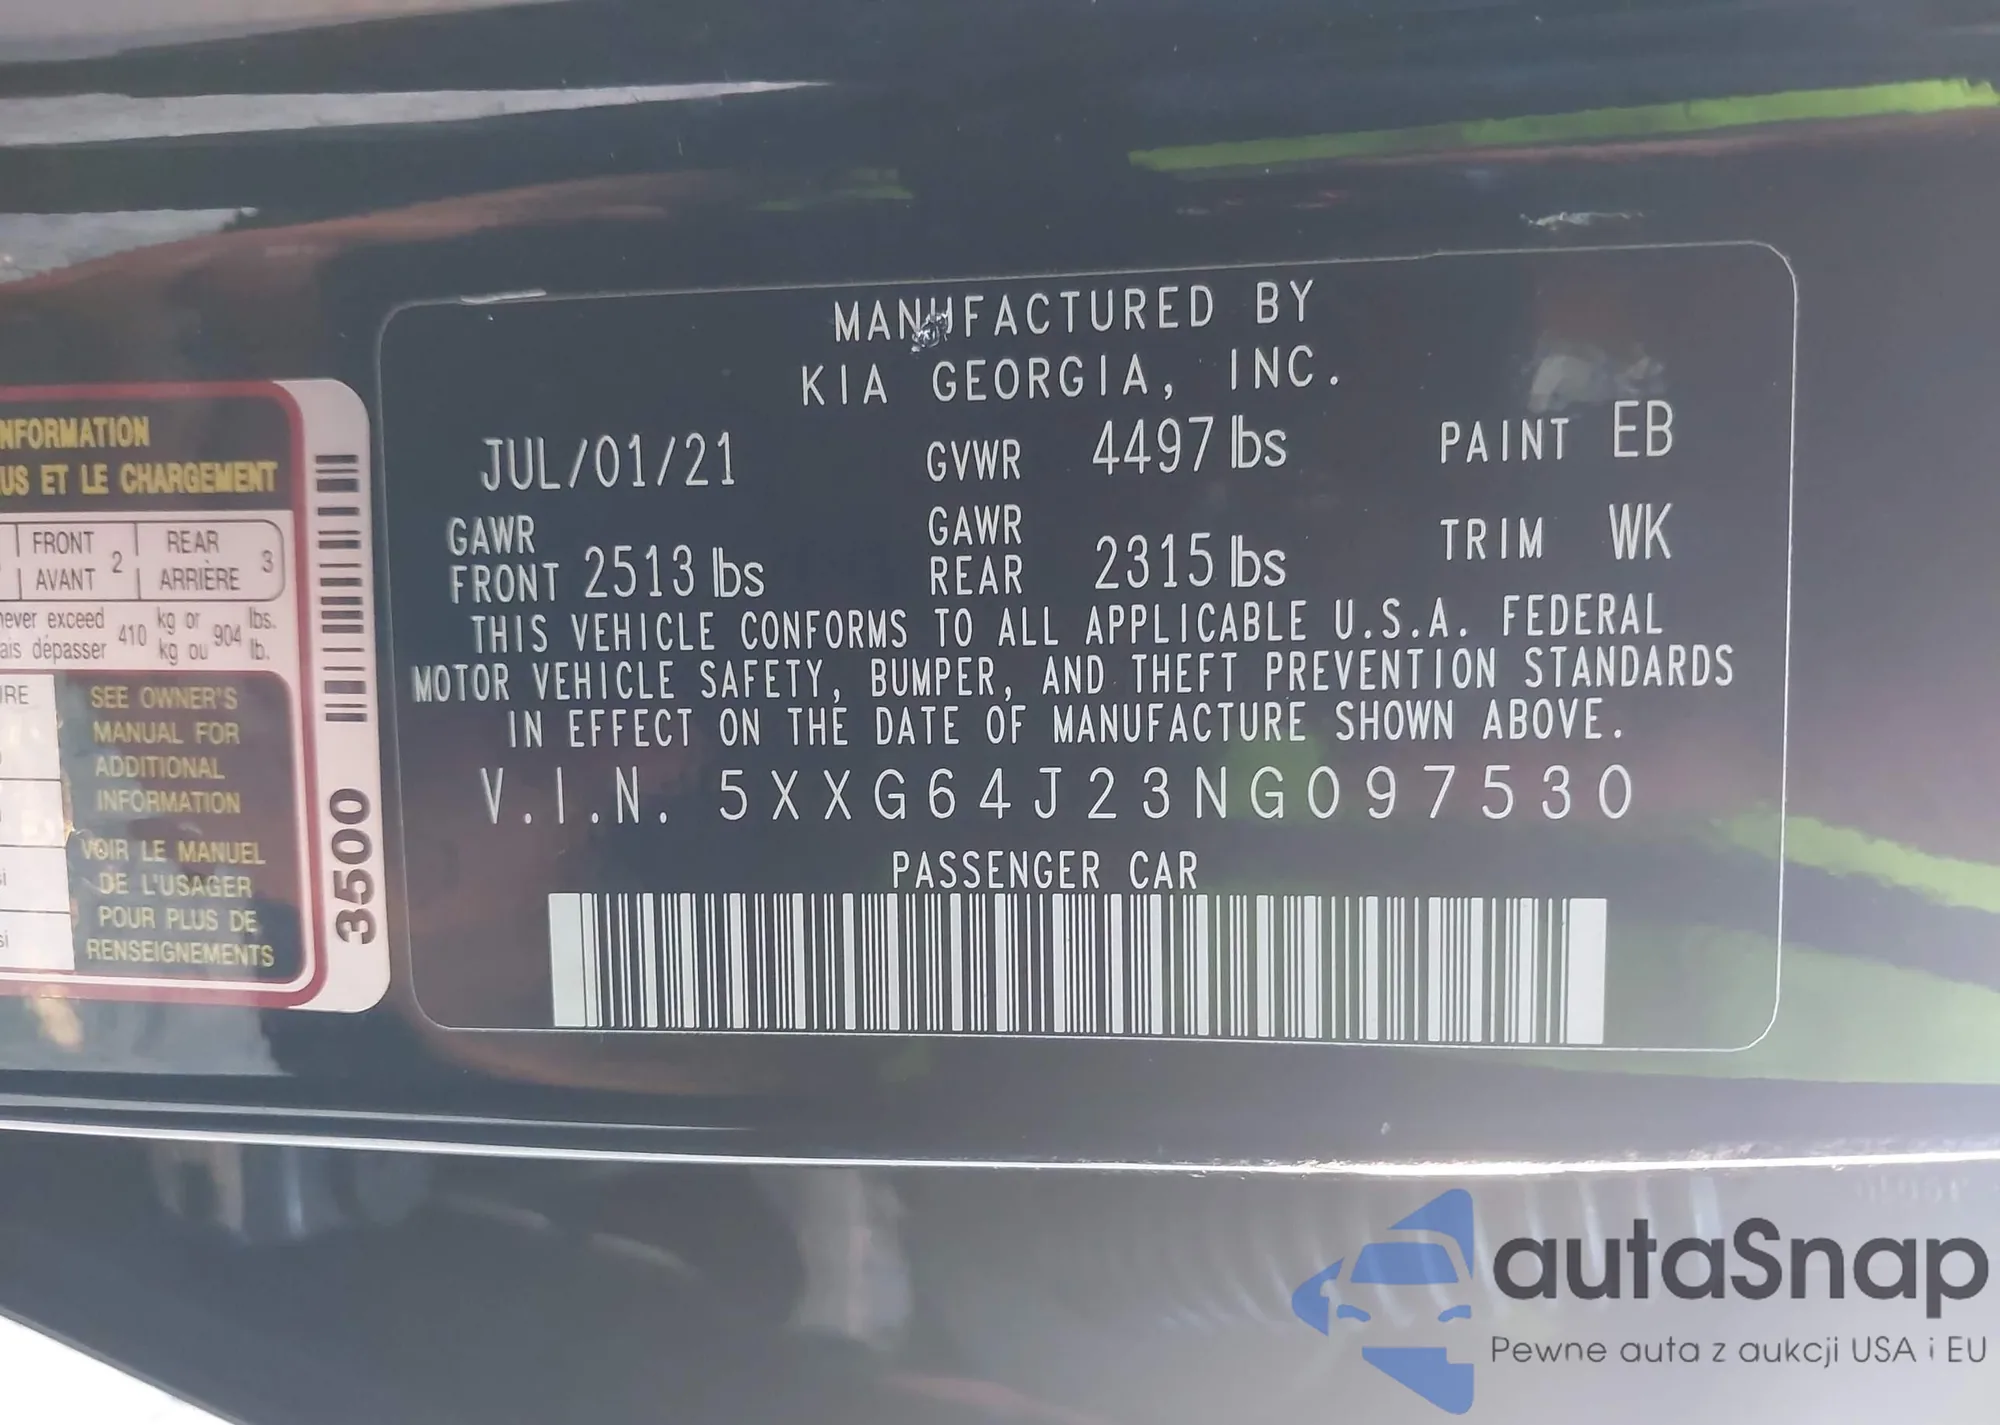 MANUFACTURED BY
KIA GEORGIA, INC.
JUL/01/21 GVWR 4497 lbs PAINT EB
GAWR FRONT 2513 lbs GAWR REAR 2315 lbs TRIM WK
THIS VEHICLE CONFORMS TO ALL APPLICABLE U.S.A. FEDERAL
MOTOR VEHICLE SAFETY, BUMPER, AND THEFT PREVENTION STANDARDS
IN EFFECT ON THE DATE OF MANUFACTURE SHOWN ABOVE.
V.I.N. 5XXG64J23NG097530
PASSENGER CAR
NFORMATION
US ET LE CHARGEMENT
FRONT 2 REAR 3
AVANT ARRIÈRE
never exceed 410 kg or 904 lbs.
ais dépasser kg ou lb.
RE
SEE OWNER'S
MANUAL FOR
ADDITIONAL
INFORMATION
VOIR LE MANUEL
DE L'USAGER
POUR PLUS DE
RENSEIGNEMENTS
3500
autaSnap
Pewne auta z aukcji USA i EU